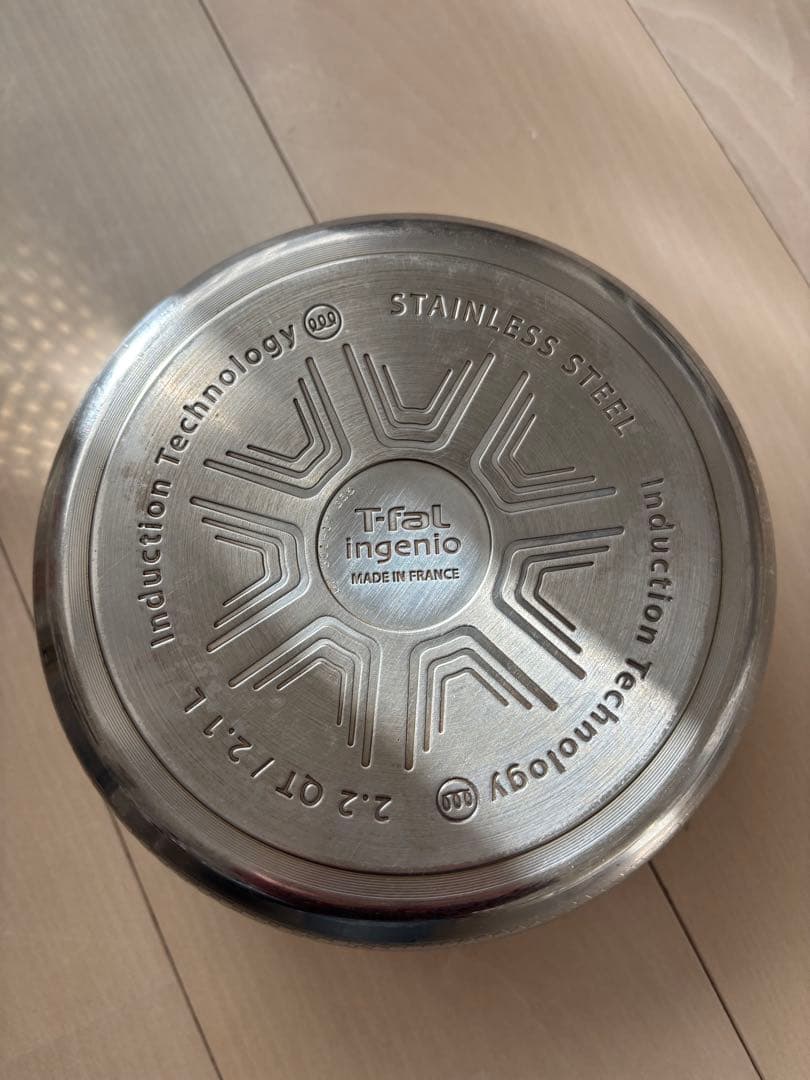 STAINLESS STEEL
Induction Technology
2.2 QT / 2.1 L
Induction Technology
T-faL
ingenio
MADE IN FRANCE